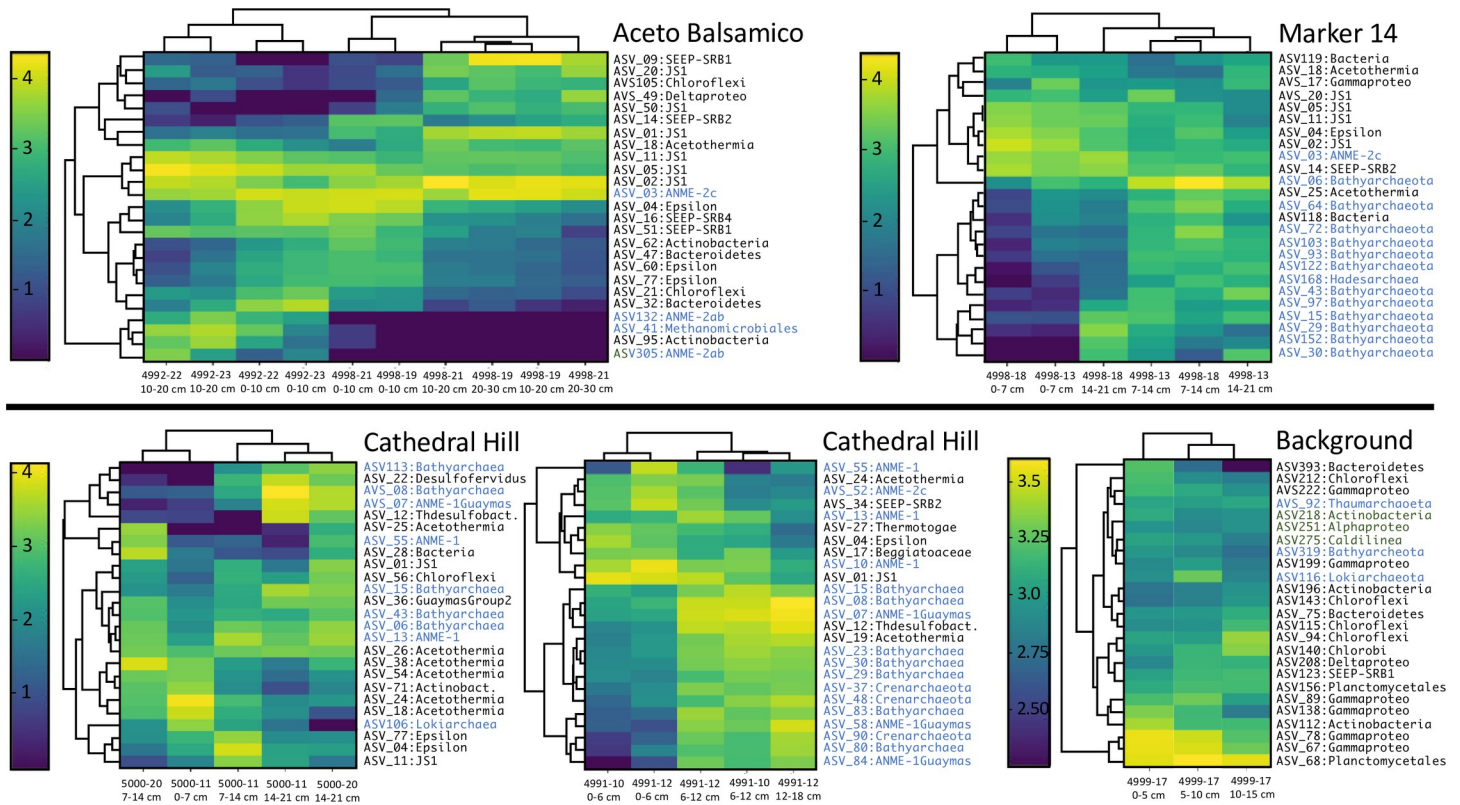 Aceto Balsamico
4
3
2
1
ASV_09:SEEP-SRB1
ASV_20:JS1
AVS105:Chloroflexi
AVS_49:Deltaproteo
ASV_50:JS1
ASV_14:SEEP-SRB2
ASV_01:JS1
ASV_18:Acetothermia
ASV_11:JS1
ASV_05:JS1
ASV_02:JS1
ASV_03:ANME-2c
ASV_04:Epsilon
ASV_16:SEEP-SRB4
ASV_51:SEEP-SRB1
ASV_62:Actinobacteria
ASV_47:Bacteroidetes
ASV_60:Epsilon
ASV_77:Epsilon
ASV_21:Chloroflexi
ASV_32:Bacteroidetes
ASV132:ANME-2ab
ASV_41:Methanomicrobiales
ASV_95:Actinobacteria
ASV305:ANME-2ab
4992-22 4992-23 4992-22 4992-23 4998-21 4998-19 4998-21 4998-19 4998-19 4998-21
10-20 cm 10-20 cm 0-10 cm 0-10 cm 0-10 cm 0-10 cm 10-20 cm 20-30 cm 10-20 cm 20-30 cm
Marker 14
4
3
2
1
ASV119:Bacteria
ASV_18:Acetothermia
AVS_17:Gammaproteo
AVS_20:JS1
ASV_05:JS1
ASV_11:JS1
ASV_04:Epsilon
ASV_02:JS1
ASV_03:ANME-2c
ASV_14:SEEP-SRB2
ASV_06:Bathyarchaeota
ASV_25:Acetothermia
ASV_64:Bathyarchaeota
ASV118:Bacteria
ASV_72:Bathyarchaeota
ASV103:Bathyarchaeota
ASV_93:Bathyarchaeota
ASV122:Bathyarchaeota
ASV168:Hadesarchaea
ASV_43:Bathyarchaeota
ASV_97:Bathyarchaeota
ASV_15:Bathyarchaeota
ASV_29:Bathyarchaeota
ASV152:Bathyarchaeota
ASV_30:Bathyarchaeota
4998-18 4998-13 4998-18 4998-13 4998-18 4998-13
0-7 cm 0-7 cm 14-21 cm 7-14 cm 7-14 cm 14-21 cm
Cathedral Hill
4
3
2
1
ASV113:Bathyarchaea
ASV_22:Desulfofervidus
AVS_08:Bathyarchaea
AVS_07:ANME-1Guaymas
ASV_12:Thdesulfobact.
ASV-25:Acetothermia
ASV_55:ANME-1
ASV_28:Bacteria
ASV_01:JS1
ASV_56:Chloroflexi
ASV_15:Bathyarchaea
ASV_36:GuaymasGroup2
ASV_43:Bathyarchaea
ASV_06:Bathyarchaea
ASV_13:ANME-1
ASV_26:Acetothermia
ASV_38:Acetothermia
ASV_54:Acetothermia
ASV-71:Actinobact.
ASV_24:Acetothermia
ASV_18:Acetothermia
ASV106:Lokiarchaea
ASV_77:Epsilon
ASV_04:Epsilon
ASV_11:JS1
5000-20 5000-11 5000-11 5000-11 5000-20
7-14 cm 0-7 cm 7-14 cm 14-21 cm 14-21 cm
Cathedral Hill
ASV_55:ANME-1
ASV_24:Acetothermia
AVS_52:ANME-2c
AVS_34:SEEP-SRB2
ASV_13:ANME-1
ASV-27:Thermotogae
ASV_04:Epsilon
ASV_17:Beggiatoaceae
ASV_10:ANME-1
ASV_01:JS1
ASV_15:Bathyarchaea
ASV_08:Bathyarchaea
ASV_07:ANME-1Guaymas
ASV_12:Thdesulfobact.
ASV_19:Acetothermia
ASV_23:Bathyarchaea
ASV_30:Bathyarchaea
ASV_29:Bathyarchaea
ASV-37:Crenarchaeota
ASV_48:Crenarchaeota
ASV_83:Bathyarchaea
ASV_58:ANME-1Guaymas
ASV_90:Crenarchaeota
ASV_80:Bathyarchaea
ASV_84:ANME-1Guaymas
4991-10 4991-12 4991-12 4991-10 4991-12
0-6 cm 0-6 cm 6-12 cm 6-12 cm 12-18 cm
Background
3.5
3.25
3.0
2.75
2.50
ASV393:Bacteroidetes
ASV212:Chloroflexi
AVS222:Gammaproteo
AVS_92:Thaumarchaeota
ASV218:Actinobacteria
ASV251:Alphaproteo
ASV275:Caldilinea
ASV319:Bathyarcheota
ASV199:Gammaproteo
ASV116:Lokiarchaeota
ASV196:Actinobacteria
ASV143:Chloroflexi
ASV_75:Bacteroidetes
ASV115:Chloroflexi
ASV_94:Chloroflexi
ASV140:Chlorobi
ASV208:Deltaproteo
ASV123:SEEP-SRB1
ASV156:Planctomycetales
ASV_89:Gammaproteo
ASV138:Gammaproteo
ASV112:Actinobacteria
ASV_78:Gammaproteo
ASV_67:Gammaproteo
ASV_68:Planctomycetales
4999-17 4999-17 4999-17
0-5 cm 5-10 cm 10-15 cm